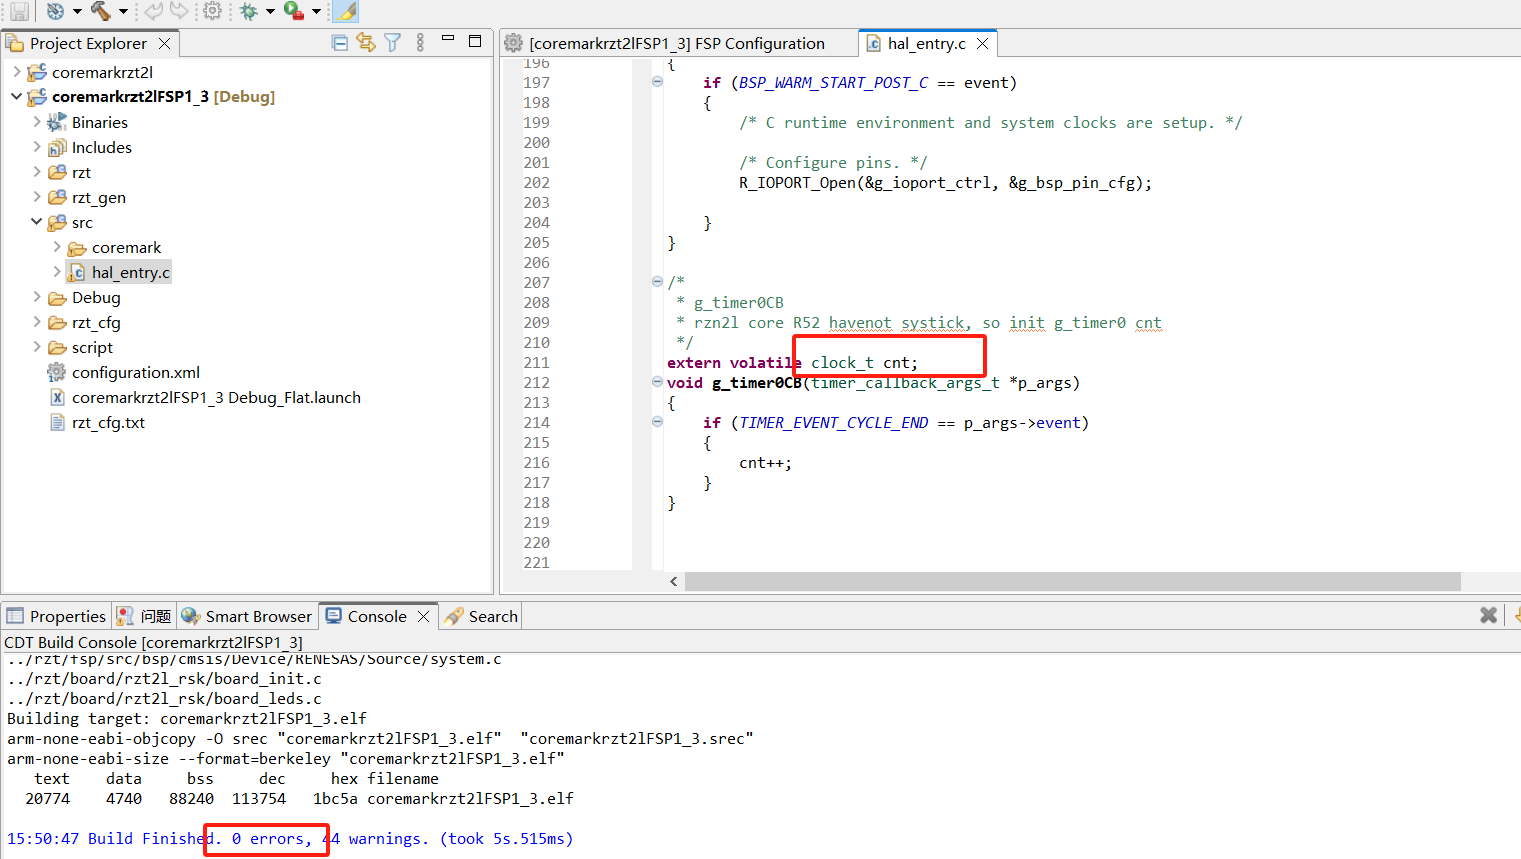 Project Explorer
coremarkrzt2l
coremarkrzt2lFSP1_3 [Debug]
Binaries
Includes
rzt
rzt_gen
src
coremark
hal_entry.c
Debug
rzt_cfg
script
configuration.xml
coremarkrzt2lFSP1_3 Debug_Flat.launch
rzt_cfg.txt
[coremarkrzt2lFSP1_3] FSP Configuration
hal_entry.c
196 {
197 if (BSP_WARM_START_POST_C == event)
198 {
199 /* C runtime environment and system clocks are setup. */
200
201 /* Configure pins. */
202 R_IOPORT_Open(&g_ioport_ctrl, &g_bsp_pin_cfg);
203
204 }
205 }
206
207 /*
208 * g_timer0CB
209 * rzn2l core R52 havenot systick, so init g_timer0 cnt
210 */
211 extern volatile clock_t cnt;
212 void g_timer0CB(timer_callback_args_t *p_args)
213 {
214 if (TIMER_EVENT_CYCLE_END == p_args->event)
215 {
216 cnt++;
217 }
218 }
219
220
221
Properties
问题
Smart Browser
Console
Search
CDT Build Console [coremarkrzt2lFSP1_3]
../rzt/fsp/src/bsp/cmsis/Device/RENESAS/Source/system.c
../rzt/board/rzt2l_rsk/board_init.c
../rzt/board/rzt2l_rsk/board_leds.c
Building target: coremarkrzt2lFSP1_3.elf
arm-none-eabi-objcopy -O srec "coremarkrzt2lFSP1_3.elf" "coremarkrzt2lFSP1_3.srec"
arm-none-eabi-size --format=berkeley "coremarkrzt2lFSP1_3.elf"
text data bss dec hex filename
20774 4740 88240 113754 1bc5a coremarkrzt2lFSP1_3.elf
15:50:47 Build Finished. 0 errors, 44 warnings. (took 5s.515ms)